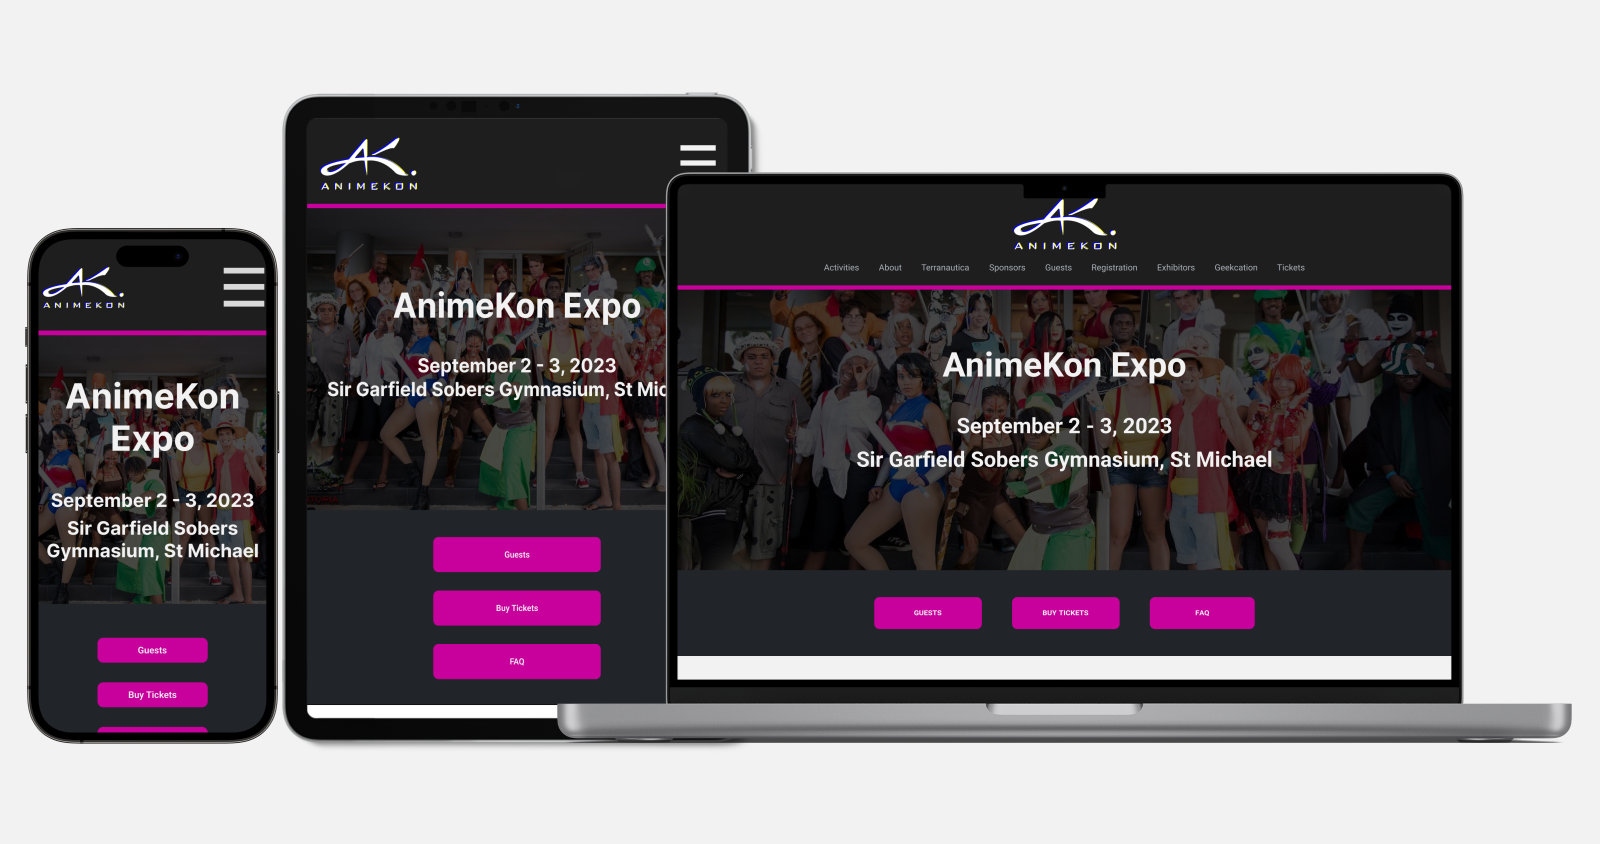 AK.
ANIMEKON
AnimeKon
Expo
September 2 - 3, 2023
Sir Garfield Sobers
Gymnasium, St Michael
Guests
Buy Tickets
AK.
ANIMEKON
AnimeKon Expo
September 2 - 3, 2023
Sir Garfield Sobers Gymnasium, St Mic
Guests
Buy Tickets
FAQ
AK.
ANIMEKON
Activities About Terranautica Sponsors Guests Registration Exhibitors Geekcation Tickets
AnimeKon Expo
September 2 - 3, 2023
Sir Garfield Sobers Gymnasium, St Michael
GUESTS BUY TICKETS FAQ